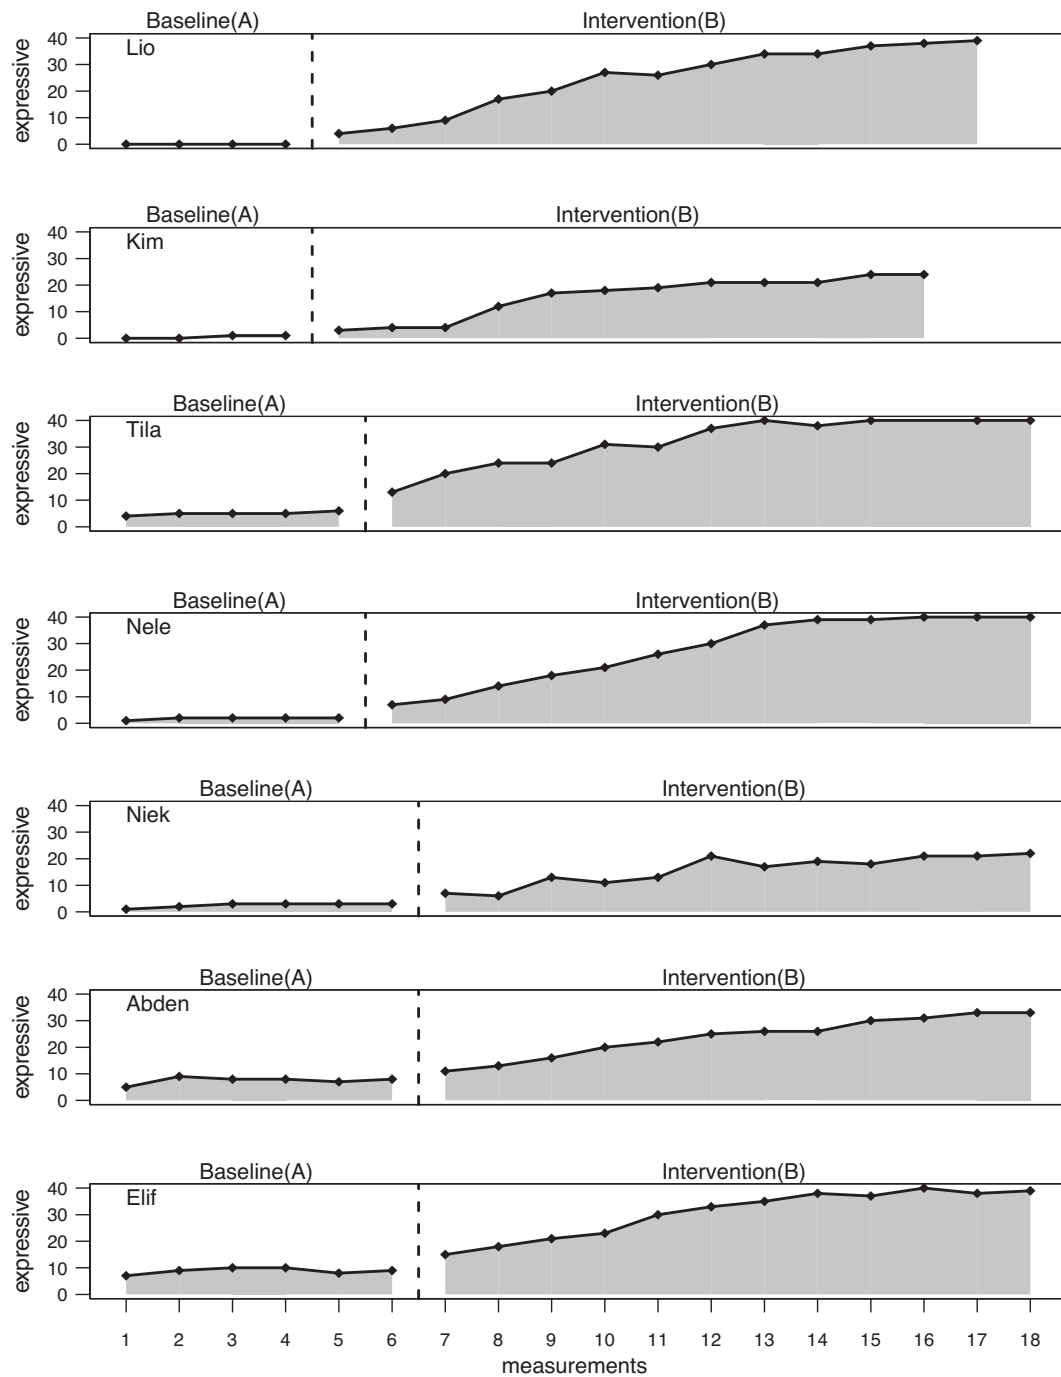 Baseline(A) Intervention(B)
Lio
expressive
40
30
20
10
0
Baseline(A) Intervention(B)
Kim
expressive
40
30
20
10
0
Baseline(A) Intervention(B)
Tila
expressive
40
30
20
10
0
Baseline(A) Intervention(B)
Nele
expressive
40
30
20
10
0
Baseline(A) Intervention(B)
Niek
expressive
40
30
20
10
0
Baseline(A) Intervention(B)
Abden
expressive
40
30
20
10
0
Baseline(A) Intervention(B)
Elif
expressive
40
30
20
10
0
1 2 3 4 5 6 7 8 9 10 11 12 13 14 15 16 17 18
measurements